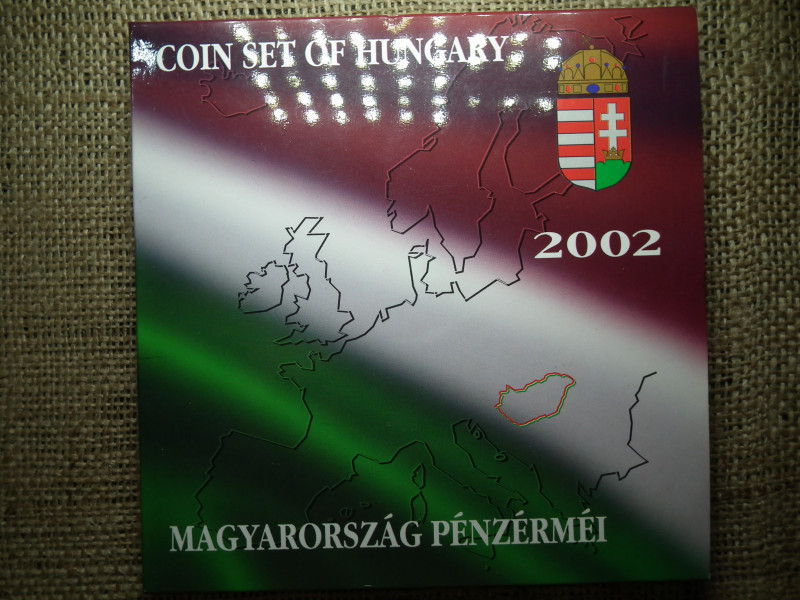 COIN SET OF HUNGARY
2002
MAGYARORSZÁG PÉNZÉRMÉI